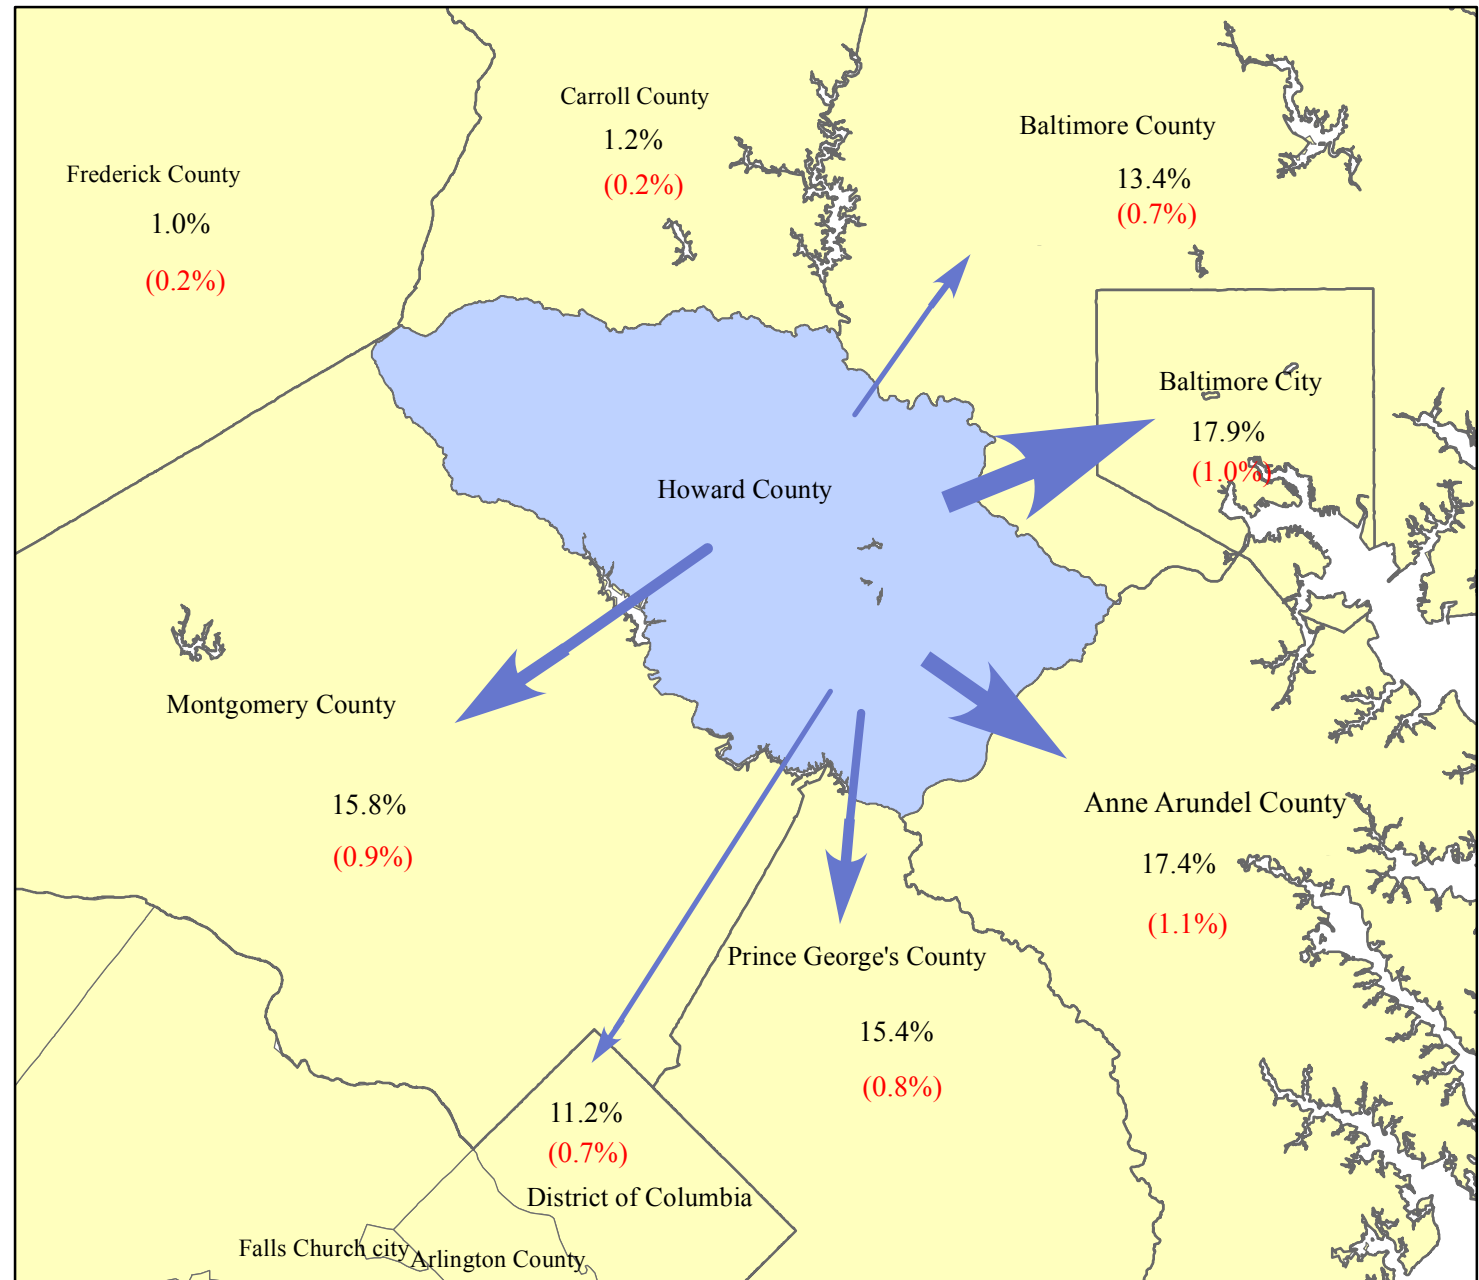 Carroll County
1.2%
(0.2%)
Baltimore County
13.4%
(0.7%)
Frederick County
1.0%
(0.2%)
Baltimore City
17.9%
(1.0%)
Howard County
Montgomery County
15.8%
(0.9%)
Anne Arundel County
17.4%
(1.1%)
Prince George's County
15.4%
(0.8%)
11.2%
(0.7%)
District of Columbia
Falls Church city
Arlington County